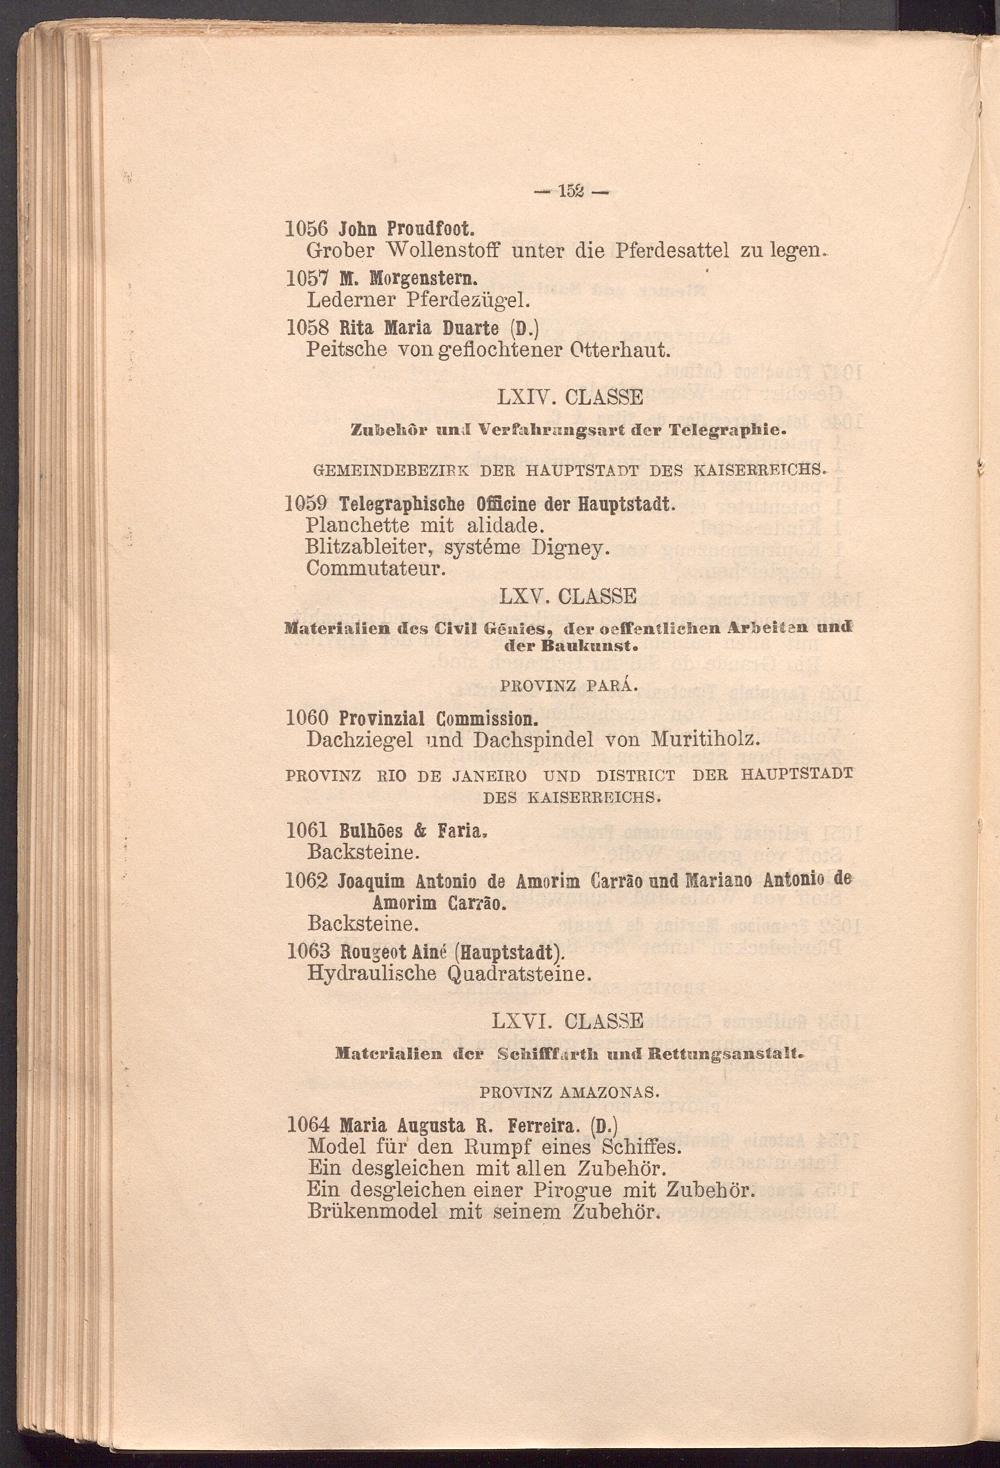 — 152 —
1056 John Proudfoot.
Grober Wollenstoff unter die Pferdesattel zu legen.
1057 M. Morgenstern.
Lederner Pferdezügel.
1058 Rita Maria Duarte (D.)
Peitsche von geflochtener Otterhaut.
LXIV. CLASSE
Zubehör und Verfahrungsart der Telegraphie.
GEMEINDEBEZIRK DER HAUPTSTADT DES KAISERREICHS.
1059 Telegraphische Officine der Hauptstadt.
Planchette mit alidade.
Blitzableiter, systéme Digney.
Commutateur.
LXV. CLASSE
Materialien des Civil Génies, der oeffentlichen Arbeiten und
der Baukunst.
PROVINZ PARÁ.
1060 Provinzial Commission.
Dachziegel und Dachspindel von Muritiholz.
PROVINZ RIO DE JANEIRO UND DISTRICT DER HAUPTSTADT
DES KAISERREICHS.
1061 Bulhões & Faria.
Backsteine.
1062 Joaquim Antonio de Amorim Carrão und Mariano Antonio de
Amorim Carrão.
Backsteine.
1063 Rougeot Ainé (Hauptstadt).
Hydraulische Quadratsteine.
LXVI. CLASSE
Materialien der Schifffarth und Rettungsanstalt.
PROVINZ AMAZONAS.
1064 Maria Augusta R. Ferreira. (D.)
Model für den Rumpf eines Schiffes.
Ein desgleichen mit allen Zubehör.
Ein desgleichen einer Pirogue mit Zubehör.
Brükenmodel mit seinem Zubehör.